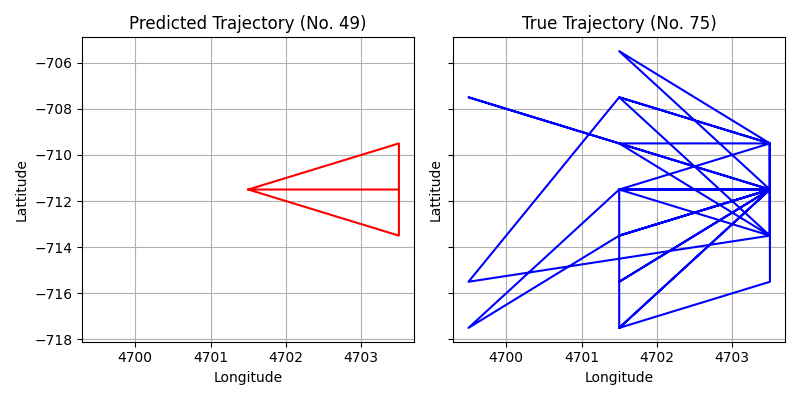 Predicted Trajectory (No. 49)
True Trajectory (No. 75)
Lattitude
−706
−708
−710
−712
−714
−716
−718
4700
4701
4702
4703
Longitude
Lattitude
4700
4701
4702
4703
Longitude